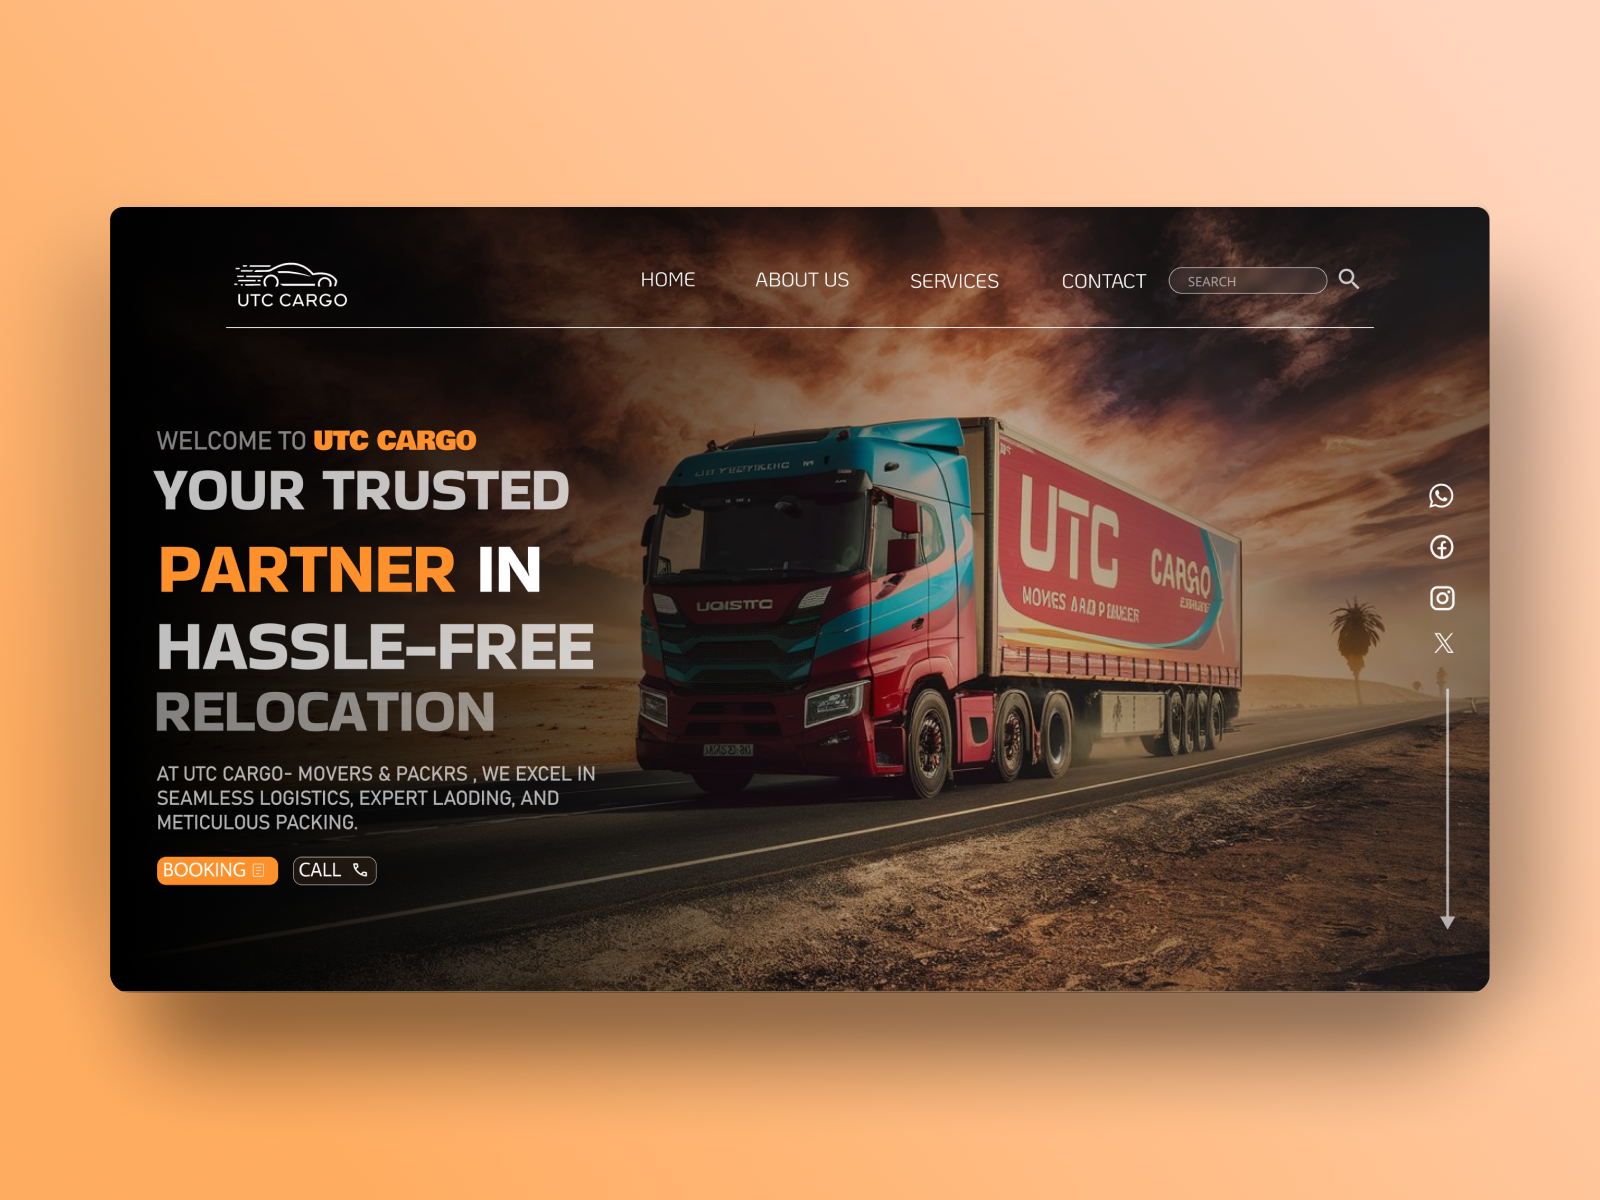 UTC CARGO
HOME ABOUT US SERVICES CONTACT SEARCH
WELCOME TO UTC CARGO
YOUR TRUSTED
PARTNER IN
HASSLE-FREE
RELOCATION
AT UTC CARGO- MOVERS & PACKRS , WE EXCEL IN
SEAMLESS LOGISTICS, EXPERT LAODING, AND
METICULOUS PACKING.
BOOKING CALL
UTC
CARGO